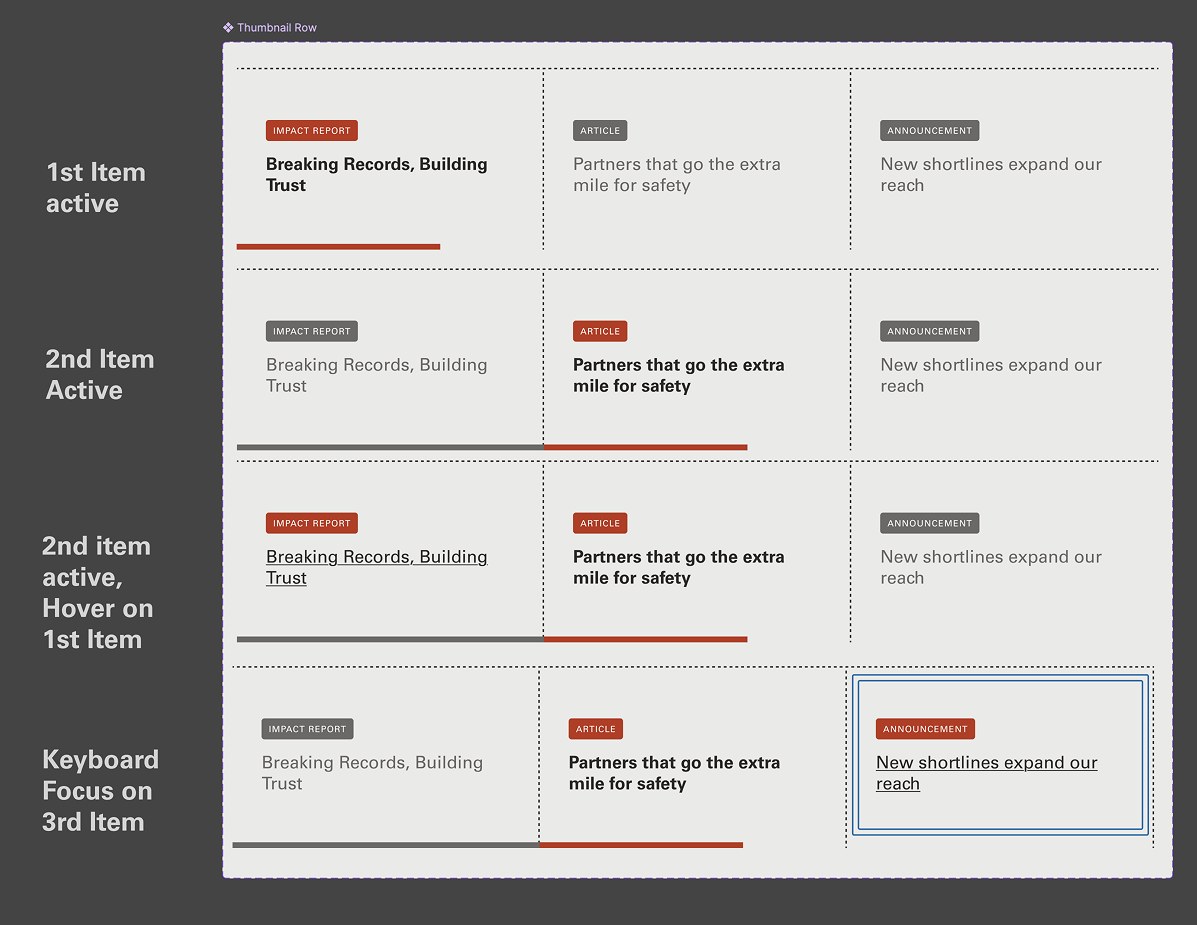 Thumbnail Row
1st Item
active
IMPACT REPORT
Breaking Records, Building
Trust
ARTICLE
Partners that go the extra
mile for safety
ANNOUNCEMENT
New shortlines expand our
reach
2nd Item
Active
IMPACT REPORT
Breaking Records, Building
Trust
ARTICLE
Partners that go the extra
mile for safety
ANNOUNCEMENT
New shortlines expand our
reach
2nd item
active,
Hover on
1st Item
IMPACT REPORT
Breaking Records, Building
Trust
ARTICLE
Partners that go the extra
mile for safety
ANNOUNCEMENT
New shortlines expand our
reach
Keyboard
Focus on
3rd Item
IMPACT REPORT
Breaking Records, Building
Trust
ARTICLE
Partners that go the extra
mile for safety
ANNOUNCEMENT
New shortlines expand our
reach